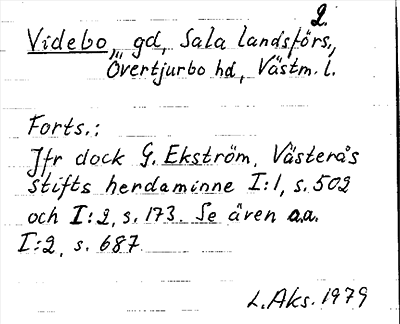 2.
Videbo, gd, Sala landsförs.,
Övertjurbo hd, Västm. l.
Forts.:
Jfr dock G. Ekström, Västerås
stifts herdaminne I:1, s. 502
och I:2, s. 173. Se även a.a.
I:2, s. 687.
L. Aks. 1979